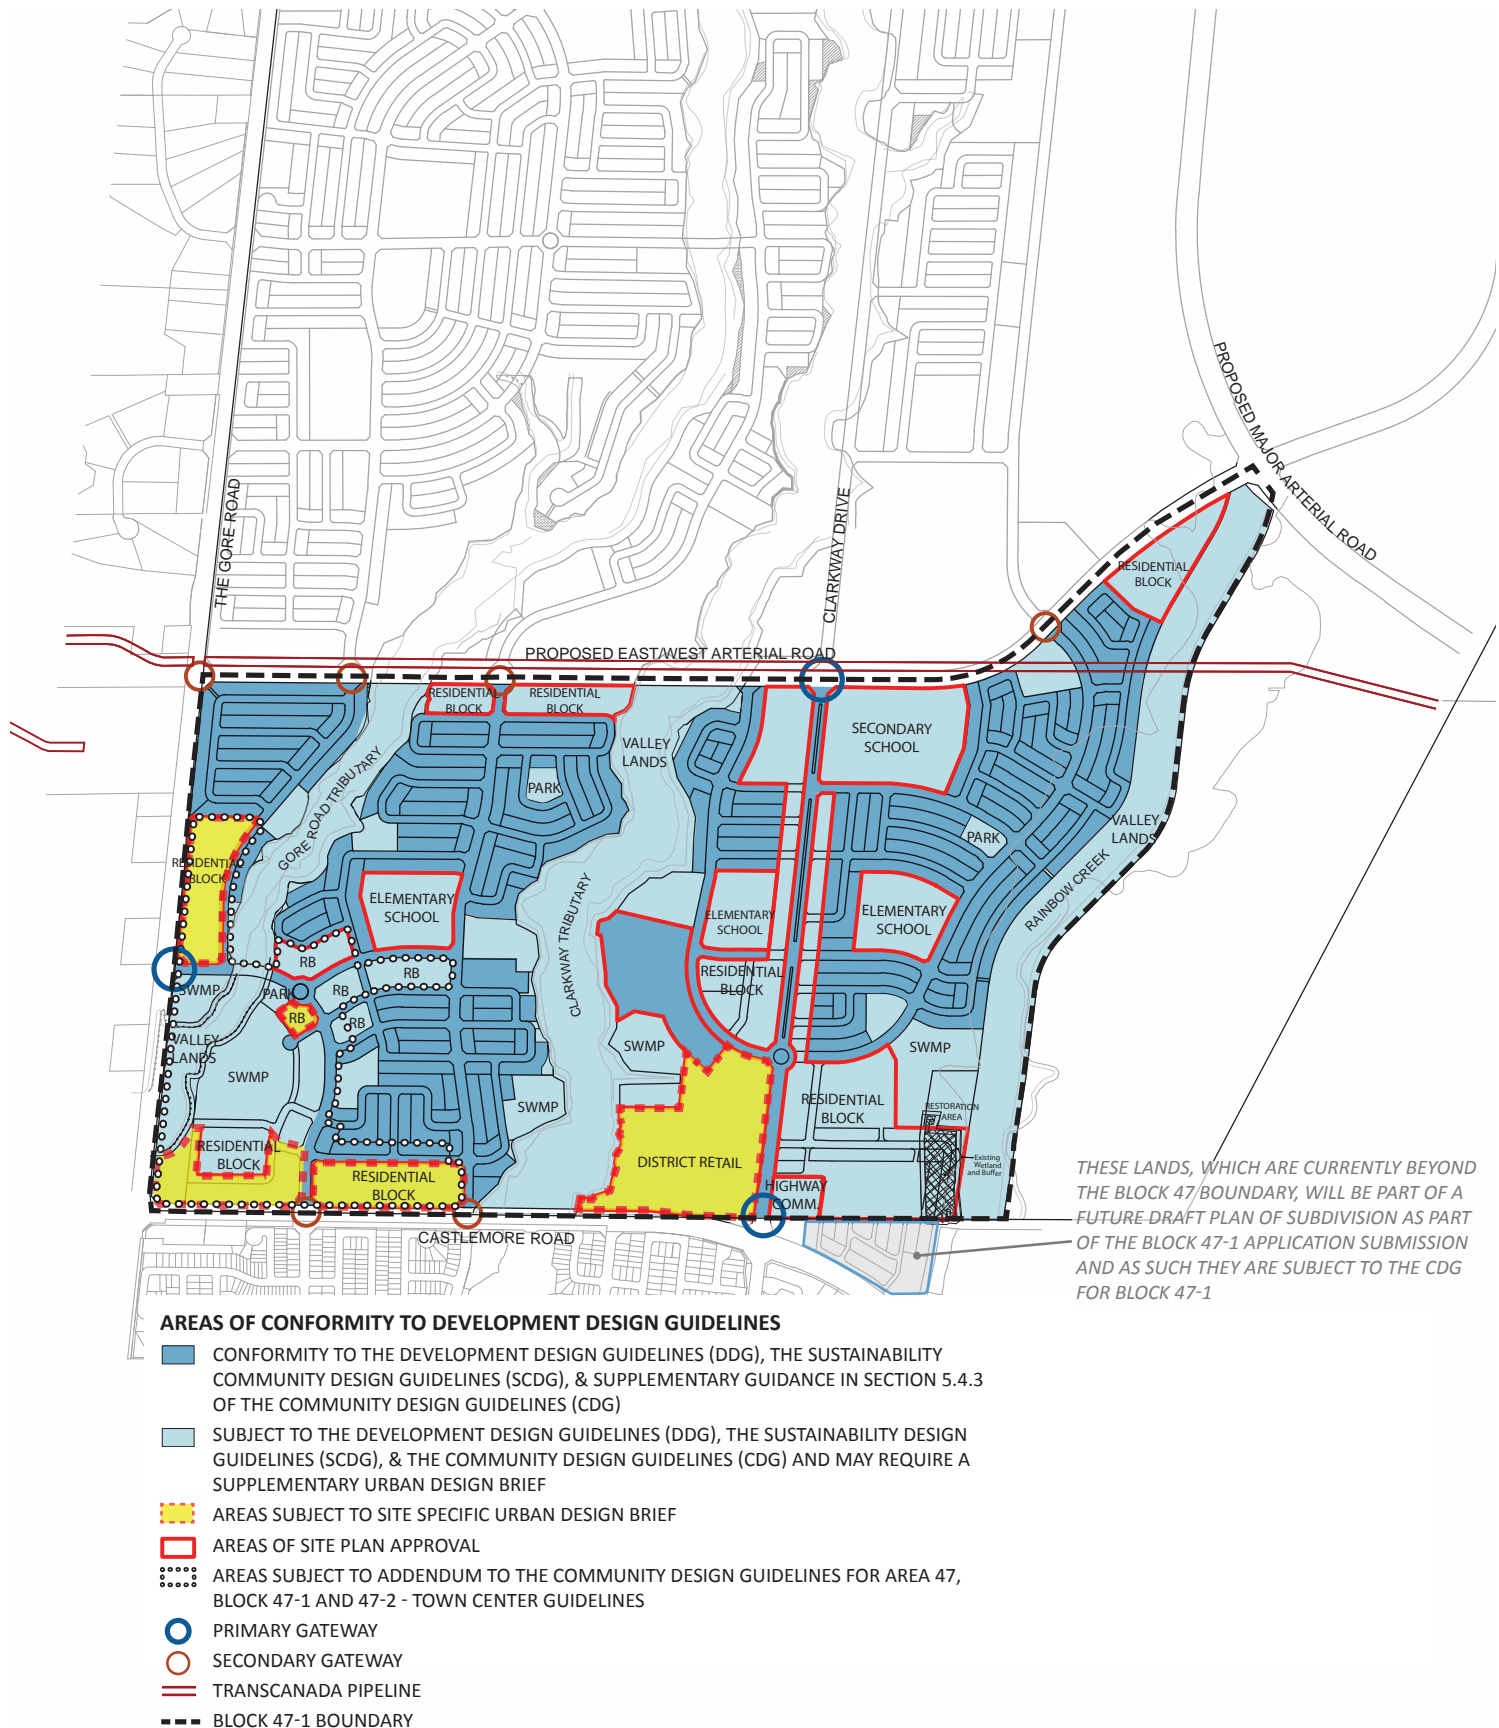 PROPOSED MAJOR ARTERIAL ROAD
THE GORE ROAD
CLARKWAY DRIVE
RESIDENTIAL
BLOCK
PROPOSED EAST/WEST ARTERIAL ROAD
RESIDENTIAL
BLOCK
RESIDENTIAL
BLOCK
SECONDARY
SCHOOL
VALLEY
LANDS
GORE ROAD TRIBUTARY
PARK
VALLEY
LANDS
PARK
RESIDENTIAL
BLOCK
RAINBOW CREEK
ELEMENTARY
SCHOOL
CLARKWAY TRIBUTARY
ELEMENTARY
SCHOOL
ELEMENTARY
SCHOOL
RB
RB
RESIDENTIAL
BLOCK
SWMP
PARK
RB
RB
RB
VALLEY
LANDS
SWMP
SWMP
SWMP
SWMP
RESIDENTIAL
BLOCK
RESTORATION
AREA
RESIDENTIAL
BLOCK
RESIDENTIAL
BLOCK
DISTRICT RETAIL
HIGHWAY
COMM.
Existing
Wetland
and Buffer
CASTLEMORE ROAD
THESE LANDS, WHICH ARE CURRENTLY BEYOND
THE BLOCK 47 BOUNDARY, WILL BE PART OF A
FUTURE DRAFT PLAN OF SUBDIVISION AS PART
OF THE BLOCK 47-1 APPLICATION SUBMISSION
AND AS SUCH THEY ARE SUBJECT TO THE CDG
FOR BLOCK 47-1
AREAS OF CONFORMITY TO DEVELOPMENT DESIGN GUIDELINES
CONFORMITY TO THE DEVELOPMENT DESIGN GUIDELINES (DDG), THE SUSTAINABILITY
COMMUNITY DESIGN GUIDELINES (SCDG), & SUPPLEMENTARY GUIDANCE IN SECTION 5.4.3
OF THE COMMUNITY DESIGN GUIDELINES (CDG)
SUBJECT TO THE DEVELOPMENT DESIGN GUIDELINES (DDG), THE SUSTAINABILITY DESIGN
GUIDELINES (SCDG), & THE COMMUNITY DESIGN GUIDELINES (CDG) AND MAY REQUIRE A
SUPPLEMENTARY URBAN DESIGN BRIEF
AREAS SUBJECT TO SITE SPECIFIC URBAN DESIGN BRIEF
AREAS OF SITE PLAN APPROVAL
AREAS SUBJECT TO ADDENDUM TO THE COMMUNITY DESIGN GUIDELINES FOR AREA 47,
BLOCK 47-1 AND 47-2 - TOWN CENTER GUIDELINES
PRIMARY GATEWAY
SECONDARY GATEWAY
TRANSCANADA PIPELINE
BLOCK 47-1 BOUNDARY